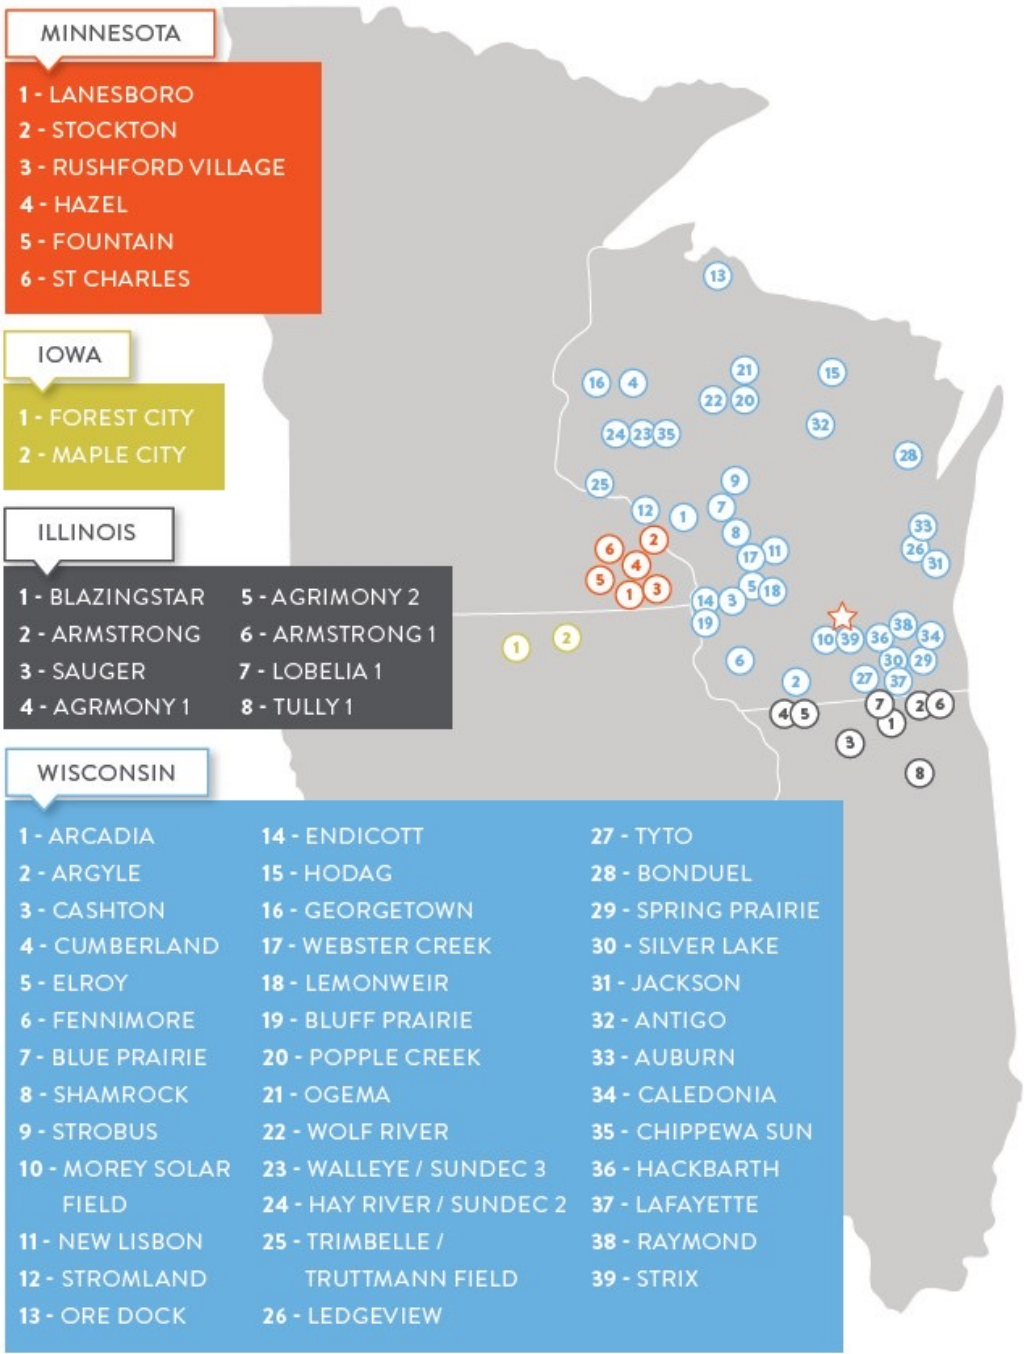 MINNESOTA
1 - LANESBORO
2 - STOCKTON
3 - RUSHFORD VILLAGE
4 - HAZEL
5 - FOUNTAIN
6 - ST CHARLES
IOWA
1 - FOREST CITY
2 - MAPLE CITY
ILLINOIS
1 - BLAZINGSTAR
2 - ARMSTRONG
3 - SAUGER
4 - AGRMONY 1
5 - AGRIMONY 2
6 - ARMSTRONG 1
7 - LOBELIA 1
8 - TULLY 1
WISCONSIN
1 - ARCADIA
2 - ARGYLE
3 - CASHTON
4 - CUMBERLAND
5 - ELROY
6 - FENNIMORE
7 - BLUE PRAIRIE
8 - SHAMROCK
9 - STROBUS
10 - MOREY SOLAR
FIELD
11 - NEW LISBON
12 - STROMLAND
13 - ORE DOCK
14 - ENDICOTT
15 - HODAG
16 - GEORGETOWN
17 - WEBSTER CREEK
18 - LEMONWEIR
19 - BLUFF PRAIRIE
20 - POPPLE CREEK
21 - OGEMA
22 - WOLF RIVER
23 - WALLEYE / SUNDEC 3
24 - HAY RIVER / SUNDEC 2
25 - TRIMBELLE /
TRUTTMANN FIELD
26 - LEDGEVIEW
27 - TYTO
28 - BONDUEL
29 - SPRING PRAIRIE
30 - SILVER LAKE
31 - JACKSON
32 - ANTIGO
33 - AUBURN
34 - CALEDONIA
35 - CHIPPEWA SUN
36 - HACKBARTH
37 - LAFAYETTE
38 - RAYMOND
39 - STRIX
13
21
15
16 4
22 20
32
24 23 35
28
25
9
12 1 7
33
8
2
6
26
17 11
31
4
5
5 18
1 3
14 3
19
38
10 39 36 34
1 2
6
30 29
2
27 37
4 5
7 2 6
1
3
8